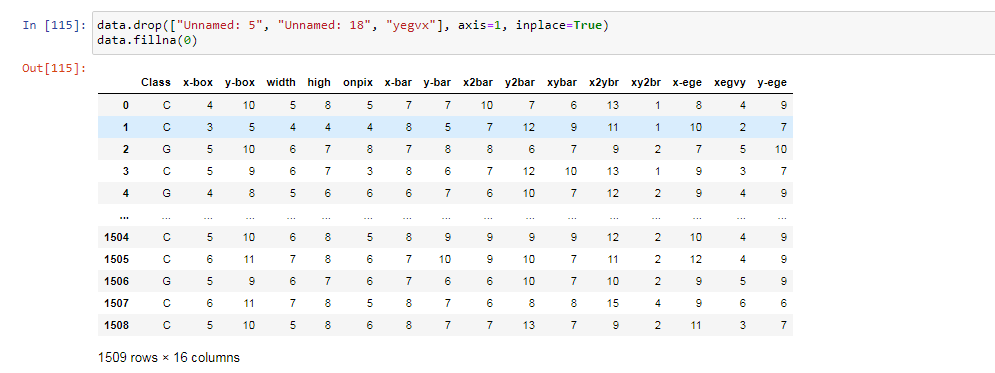 In [115]: data.drop(["Unnamed: 5", "Unnamed: 18", "yegvx"], axis=1, inplace=True)
data.fillna(0)
Out[115]:
Class x-box y-box width high onpix x-bar y-bar x2bar y2bar xybar x2ybr xy2br x-ege xegvy y-ege
0 C 4 10 5 8 5 7 7 10 7 6 13 1 8 4 9
1 C 3 5 4 4 4 8 5 7 12 9 11 1 10 2 7
2 G 5 10 6 7 8 7 8 8 6 7 9 2 7 5 10
3 C 5 9 6 7 3 8 6 7 12 10 13 1 9 3 7
4 G 4 8 5 6 6 6 7 6 10 7 12 2 9 4 9
... ... ... ... ... ... ... ... ... ... ... ... ... ... ... ... ...
1504 C 5 10 6 8 5 8 9 9 9 9 12 2 10 4 9
1505 C 6 11 7 8 6 7 10 9 10 7 11 2 12 4 9
1506 G 5 9 6 7 6 7 6 6 10 7 10 2 9 5 9
1507 C 6 11 7 8 5 8 7 6 8 8 15 4 9 6 6
1508 C 5 10 5 8 6 8 7 7 13 7 9 2 11 3 7
1509 rows × 16 columns